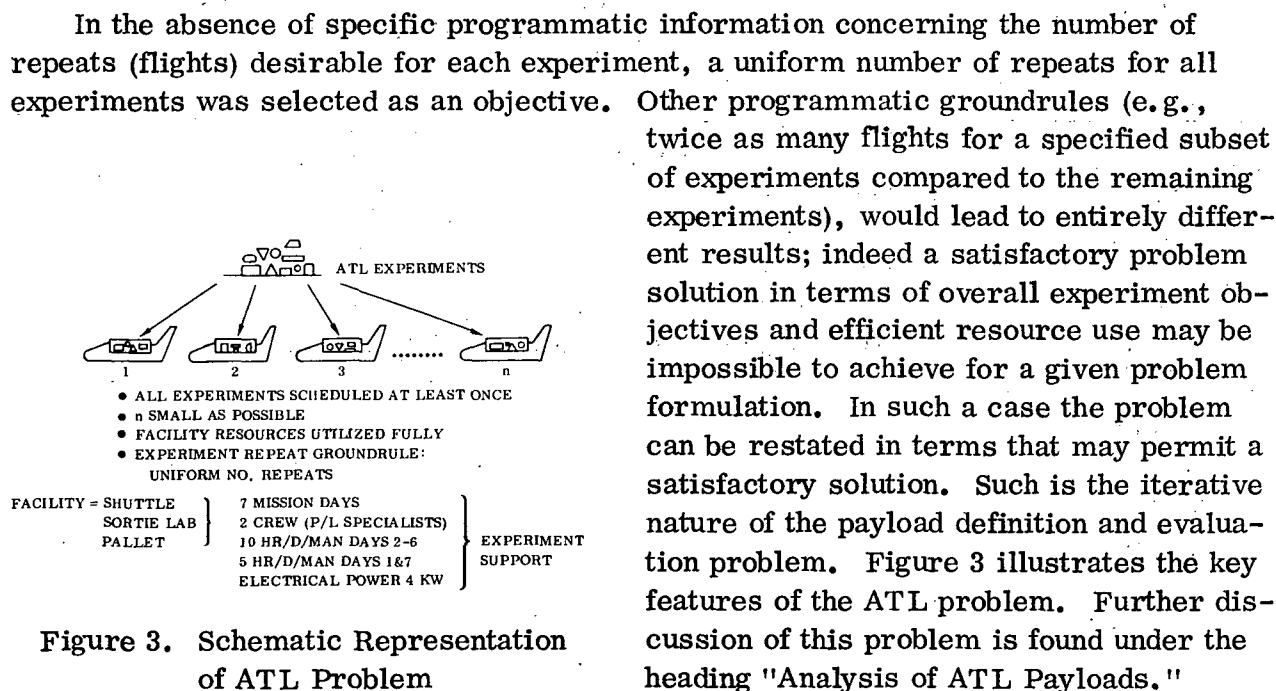 In the absence of specific programmatic information concerning the number of
repeats (flights) desirable for each experiment, a uniform number of repeats for all
experiments was selected as an objective. Other programmatic groundrules (e.g.,
twice as many flights for a specified subset
of experiments compared to the remaining
experiments), would lead to entirely differ-
ent results; indeed a satisfactory problem
solution in terms of overall experiment ob-
jectives and efficient resource use may be
impossible to achieve for a given problem
formulation. In such a case the problem
can be restated in terms that may permit a
satisfactory solution. Such is the iterative
nature of the payload definition and evalua-
tion problem. Figure 3 illustrates the key
features of the ATL problem. Further dis-
cussion of this problem is found under the
heading "Analysis of ATL Payloads."
ATL EXPERIMENTS
1 2 3 ........ n
• ALL EXPERIMENTS SCHEDULED AT LEAST ONCE
• n SMALL AS POSSIBLE
• FACILITY RESOURCES UTILIZED FULLY
• EXPERIMENT REPEAT GROUNDRULE:
UNIFORM NO. REPEATS
FACILITY = SHUTTLE
SORTIE LAB
PALLET
7 MISSION DAYS
2 CREW (P/L SPECIALISTS)
10 HR/D/MAN DAYS 2-6
5 HR/D/MAN DAYS 1&7
ELECTRICAL POWER 4 KW
EXPERIMENT
SUPPORT
Figure 3. Schematic Representation
of ATL Problem